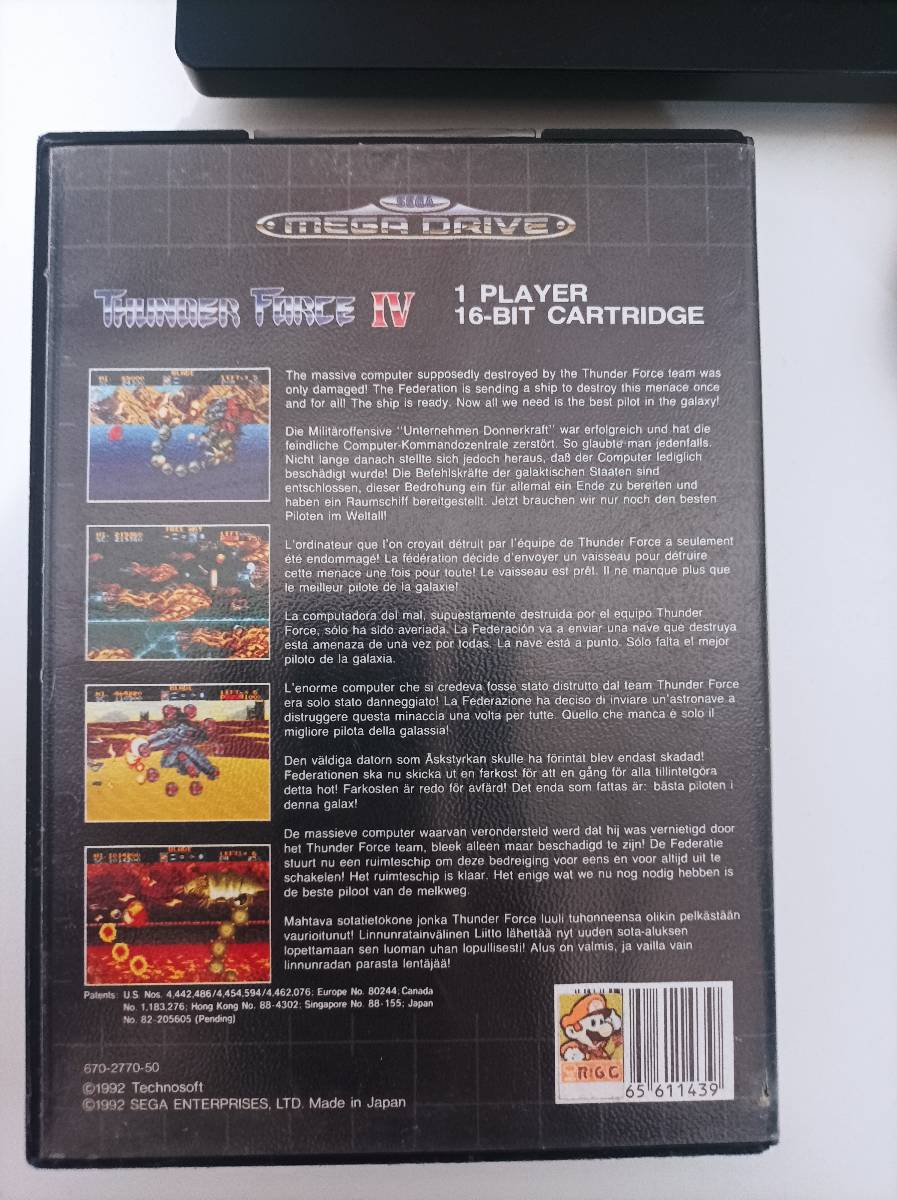 SEGA
MEGA DRIVE
THUNDER FORCE IV
1 PLAYER
16-BIT CARTRIDGE
The massive computer supposedly destroyed by the Thunder Force team was
only damaged! The Federation is sending a ship to destroy this menace once
and for all! The ship is ready. Now all we need is the best pilot in the galaxy!
Die Militäroffensive "Unternehmen Donnerkraft" war erfolgreich und hat die
feindliche Computer-Kommandozentrale zerstört. So glaubte man jedenfalls.
Nicht lange danach stellte sich jedoch heraus, daß der Computer lediglich
beschädigt wurde! Die Befehlskräfte der galaktischen Staaten sind
entschlossen, dieser Bedrohung ein für allemal ein Ende zu bereiten und
haben ein Raumschiff bereitgestellt. Jetzt brauchen wir nur noch den besten
Piloten im Weltall!
L'ordinateur que l'on croyait détruit par l'équipe de Thunder Force a seulement
été endommagé! La fédération décide d'envoyer un vaisseau pour détruire
cette menace une fois pour toute! Le vaisseau est prêt. Il ne manque plus que
le meilleur pilote de la galaxie!
La computadora del mal, supuestamente destruida por el equipo Thunder
Force, sólo ha sido averiada. La Federación va a enviar una nave que destruya
esta amenaza de una vez por todas. La nave está a punto. Sólo falta el mejor
piloto de la galaxia.
L'enorme computer che si credeva fosse stato distrutto dal team Thunder Force
era solo stato danneggiato! La Federazione ha deciso di inviare un'astronave a
distruggere questa minaccia una volta per tutte. Quello che manca è solo il
migliore pilota della galassia!
Den väldiga datorn som Åskstyrkan skulle ha förintat blev endast skadad!
Federationen ska nu skicka ut en farkost för att en gång för alla tillintetgöra
detta hot! Farkosten är redo för avfärd! Det enda som fattas är: bästa piloten i
denna galax!
De massieve computer waarvan verondersteld werd dat hij was vernietigd door
het Thunder Force team, bleek alleen maar beschadigd te zijn! De Federatie
stuurt nu een ruimteschip om deze bedreiging voor eens en voor altijd uit te
schakelen! Het ruimteschip is klaar. Het enige wat we nu nog nodig hebben is
de beste piloot van de melkweg.
Mahtava sotatietokone jonka Thunder Force luuli tuhonneensa olikin pelkästään
vaurioitunut! Linnunratainvälinen Liitto lähettää nyt uuden sota-aluksen
lopettamaan sen luoman uhan lopullisesti! Alus on valmis, ja vailla vain
linnunradan parasta lentäjää!
Patents: U.S. Nos. 4,442,486/4,454,594/4,462,076; Europe No. 80244; Canada
No. 1,183,276; Hong Kong No. 88-4302; Singapore No. 88-155; Japan
No. 82-205605 (Pending)
RIGC
65 611439
670-2770-50
©1992 Technosoft
©1992 SEGA ENTERPRISES, LTD. Made in Japan